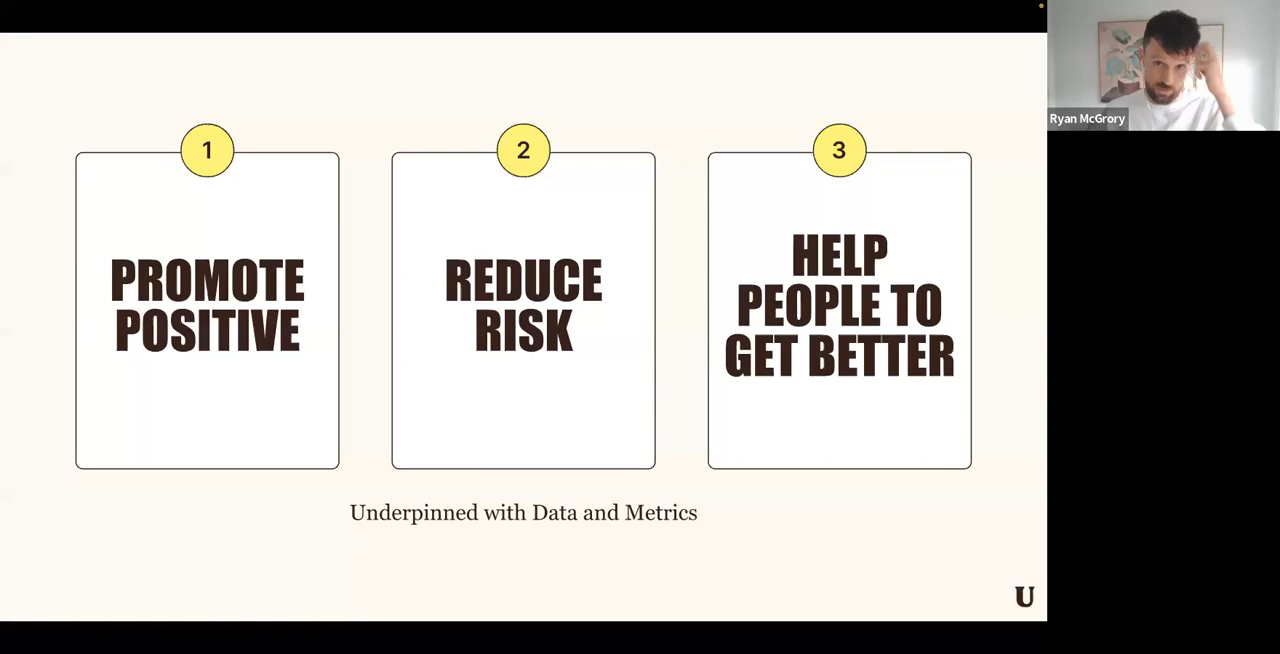 1
PROMOTE
POSITIVE
2
REDUCE
RISK
3
HELP
PEOPLE TO
GET BETTER
Underpinned with Data and Metrics
U
Ryan McGrory